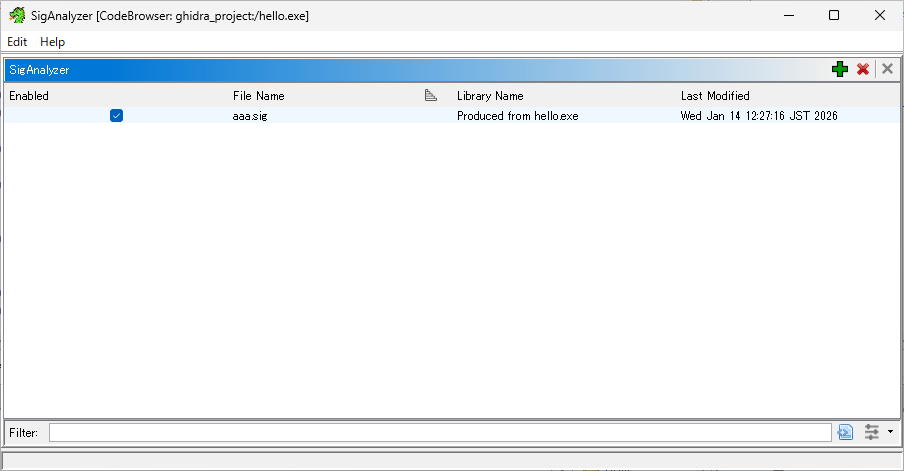 SigAnalyzer [CodeBrowser: ghidra_project:/hello.exe]
Edit Help
SigAnalyzer
Enabled File Name Library Name Last Modified
aaa.sig Produced from hello.exe Wed Jan 14 12:27:16 JST 2026
Filter: